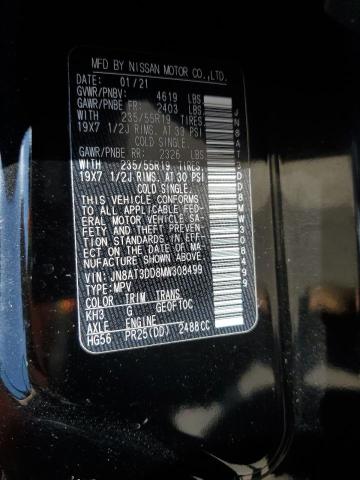 MFD BY NISSAN MOTOR CO.,LTD.
DATE: 01/21
GVWR/PNBV: 4619 LBS
GAWR/PNBE FR: 2403 LBS
WITH 235/55R19 TIRES,
19X7 1/2J RIMS. AT 33 PSI
COLD SINGLE.
GAWR/PNBE RR: 2326 LBS
WITH 235/55R19 TIRES,
19X7 1/2J RIMS. AT 30 PSI
COLD SINGLE.
THIS VEHICLE CONFORMS
TO ALL APPLICABLE FED-
ERAL MOTOR VEHICLE SA-
FETY AND THEFT PREVEN-
TION STANDARDS IN EFF-
ECT ON THE DATE OF MA-
NUFACTURE SHOWN ABOVE.
VIN: JN8AT3DD8MW308499
TYPE: MPV
COLOR TRIM TRANS
KH3 G GE0F10C
AXLE ENGINE
HG56 PR25(DD) 2488CC
JN8AT3DD8MW308499